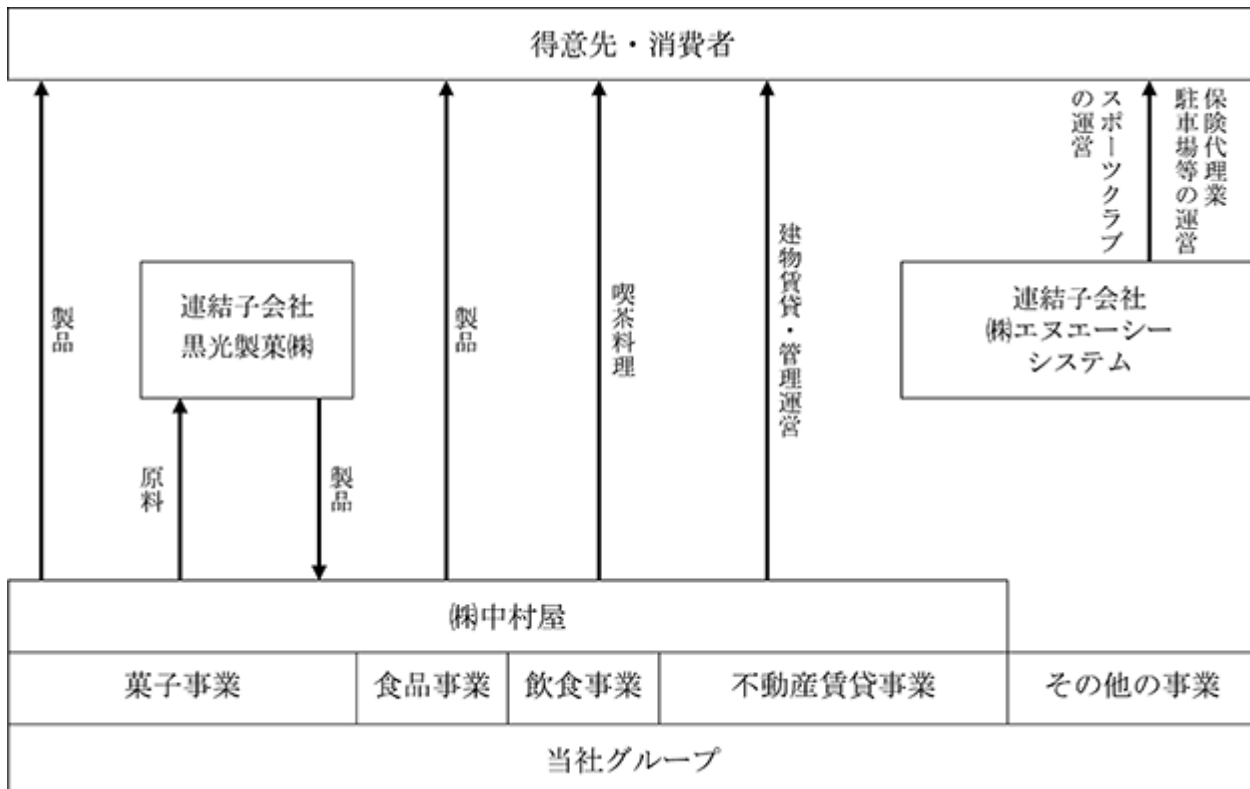 得意先・消費者
製品
連結子会社
黒光製菓㈱
原料
製品
製品
喫茶料理
建物賃貸・管理運営
保険代理業
駐車場等の運営
スポーツクラブ
の運営
連結子会社
㈱エヌエーシー
システム
㈱中村屋
菓子事業
食品事業
飲食事業
不動産賃貸事業
その他の事業
当社グループ